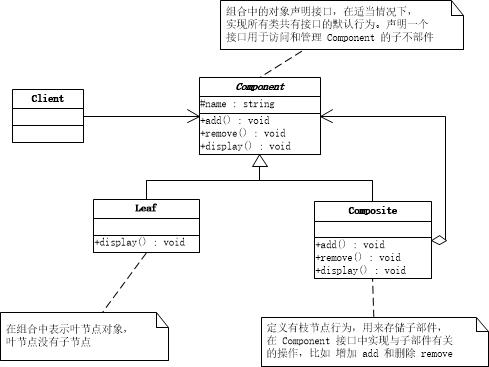 组合中的对象声明接口，在适当情况下，
实现所有类共有接口的默认行为。声明一个
接口用于访问和管理 Component 的子不部件
Client
Component
#name : string
+add() : void
+remove() : void
+display() : void
Leaf
+display() : void
Composite
+add() : void
+remove() : void
+display() : void
在组合中表示叶节点对象，
叶节点没有子节点
定义有枝节点行为，用来存储子部件，
在 Component 接口中实现与子部件有关
的操作，比如 增加 add 和删除 remove